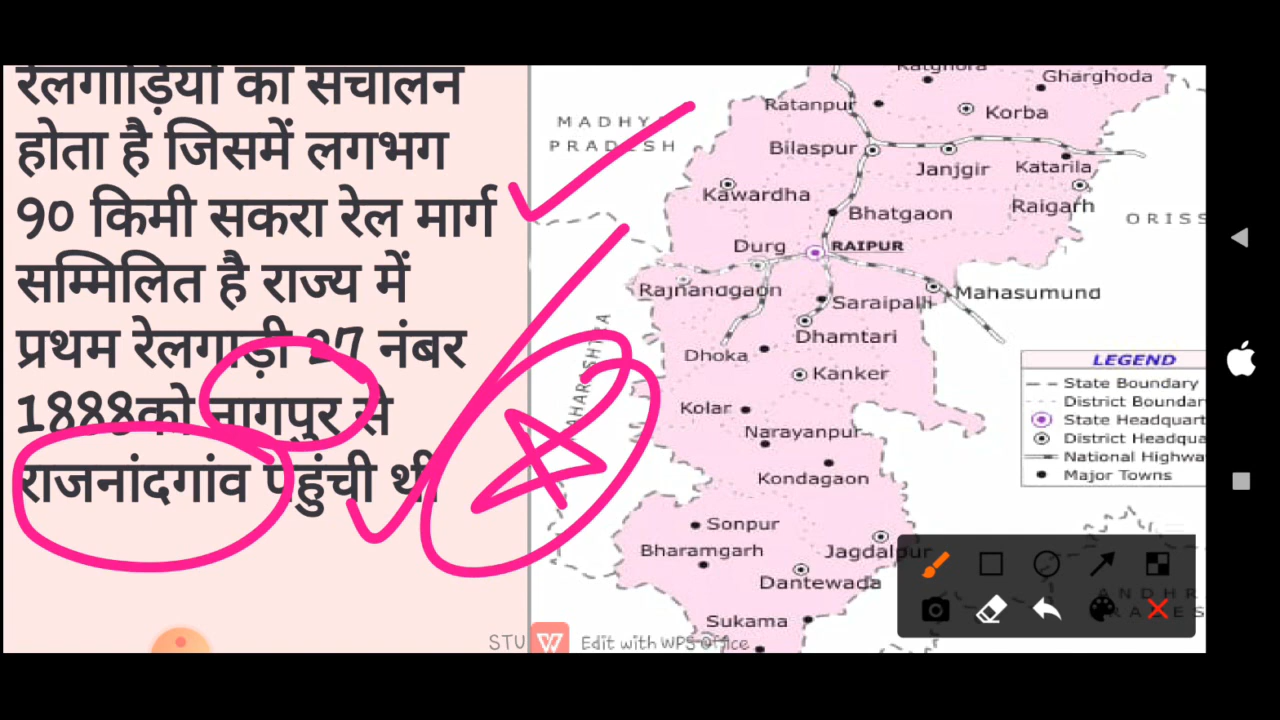 रेलगाड़ियों का संचालन
होता है जिसमें लगभग
90 किमी सकरा रेल मार्ग
सम्मिलित है राज्य में
प्रथम रेलगाड़ी 27 नंबर
1888को नागपुर से
राजनांदगांव पहुंची थी
Katghora
Gharghoda
Ratanpur
Korba
MADHYA
PRADESH
Bilaspur
Janjgir
Katarila
Kawardha
Raigarh
Bhatgaon
ORISS
Durg
RAIPUR
Rajnandgaon
Saraipalli
Mahasumund
MAHARASHTRA
Dhamtari
Dhoka
Kanker
Kolar
Narayanpur
Kondagaon
LEGEND
State Boundary
District Boundar
State Headquart
District Headqua
National Highwa
Major Towns
Sonpur
Bharamgarh
Jagdalpur
Dantewada
Sukama
STU
W
Edit with WPS Office